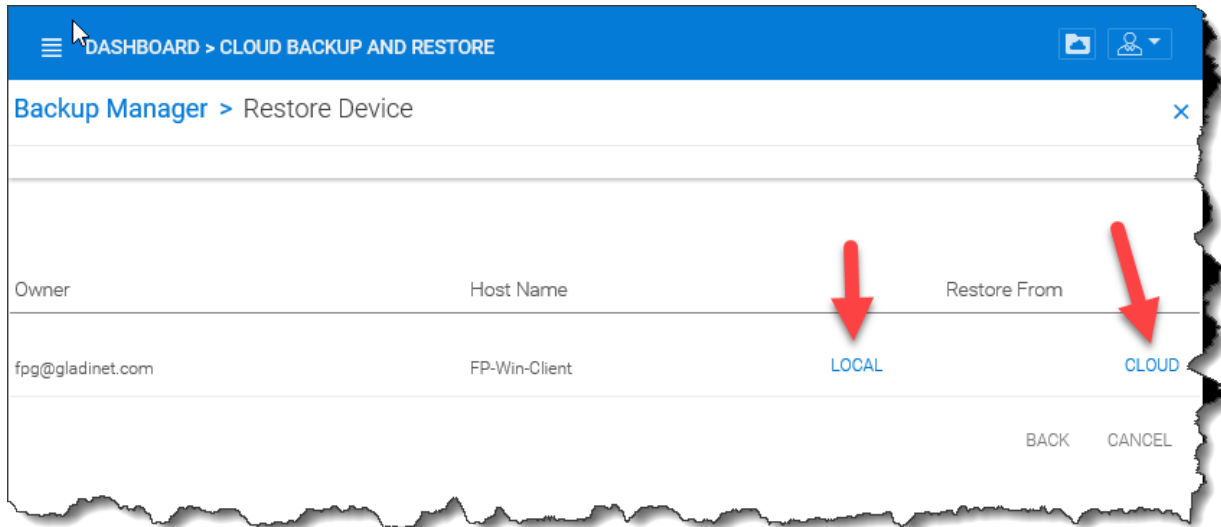 DASHBOARD > CLOUD BACKUP AND RESTORE
Backup Manager > Restore Device
Owner Host Name Restore From
fpg@gladinet.com FP-Win-Client LOCAL CLOUD
BACK CANCEL